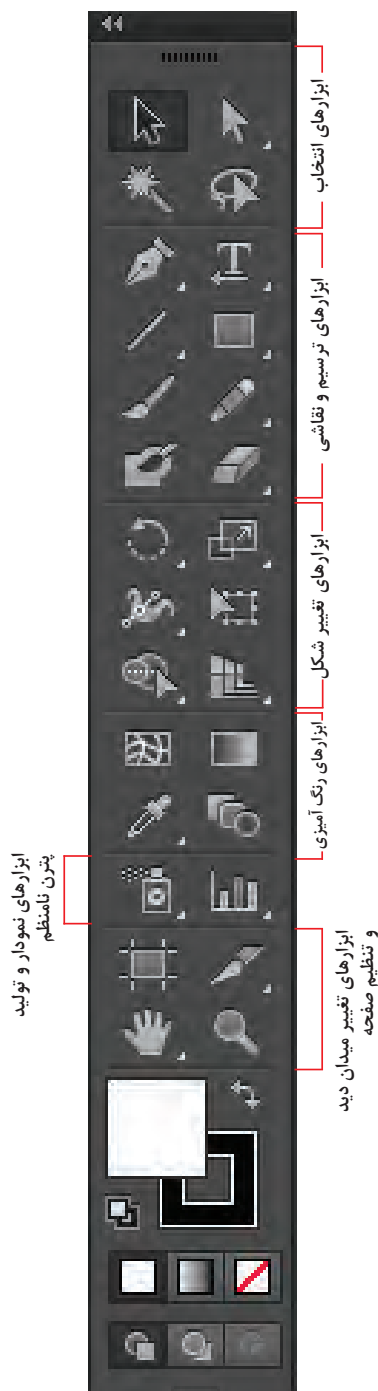 ابزارهای انتخاب
ابزارهای ترسیم و نقاشی
ابزارهای تغییر شکل
ابزارهای رنگ آمیزی
ابزارهای نمودار و تولید
پترن نامنظم
ابزارهای تغییر میدان دید
و تنظیم صفحه